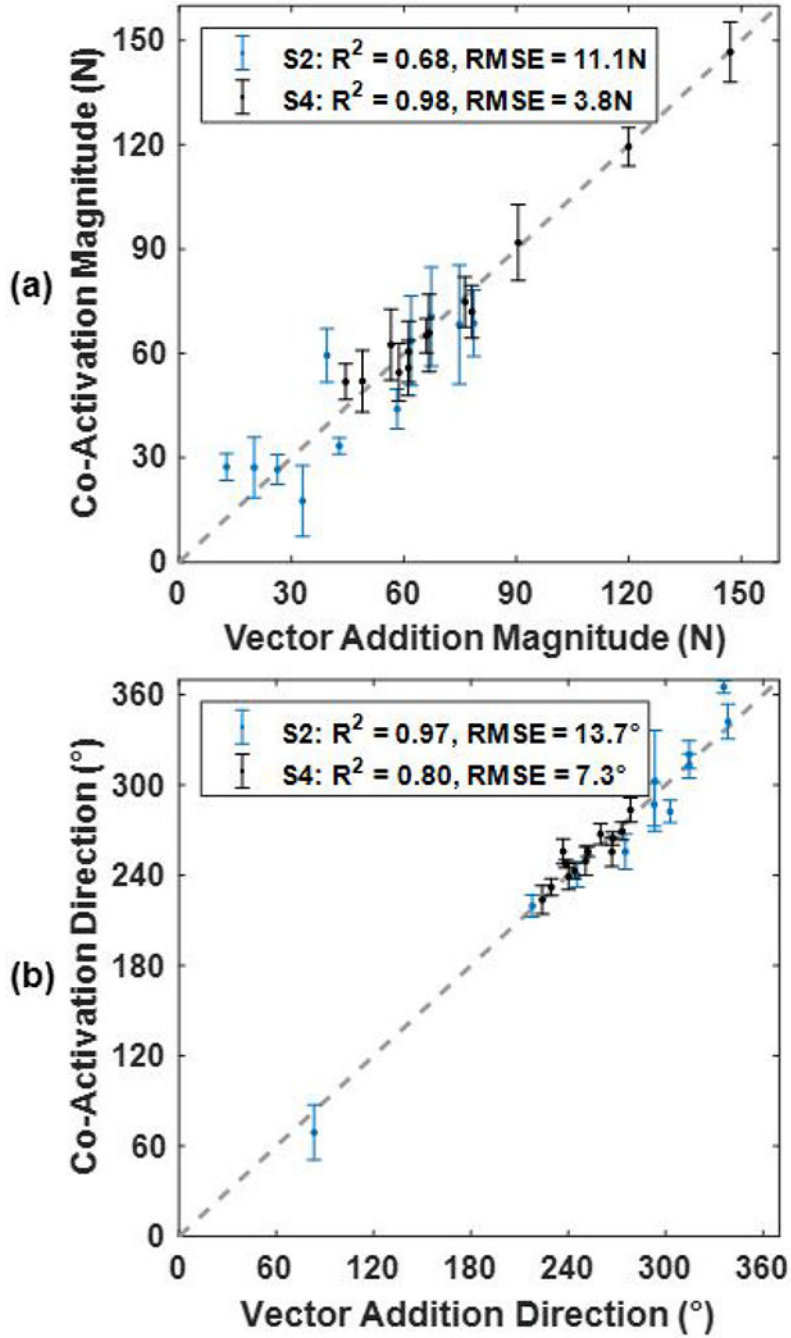 (a)
Co-Activation Magnitude (N)
150
120
90
60
30
0
S2: R² = 0.68, RMSE = 11.1N
S4: R² = 0.98, RMSE = 3.8N
0 30 60 90 120 150
Vector Addition Magnitude (N)
(b)
Co-Activation Direction (°)
360
300
240
180
120
60
0
S2: R² = 0.97, RMSE = 13.7°
S4: R² = 0.80, RMSE = 7.3°
0 60 120 180 240 300 360
Vector Addition Direction (°)